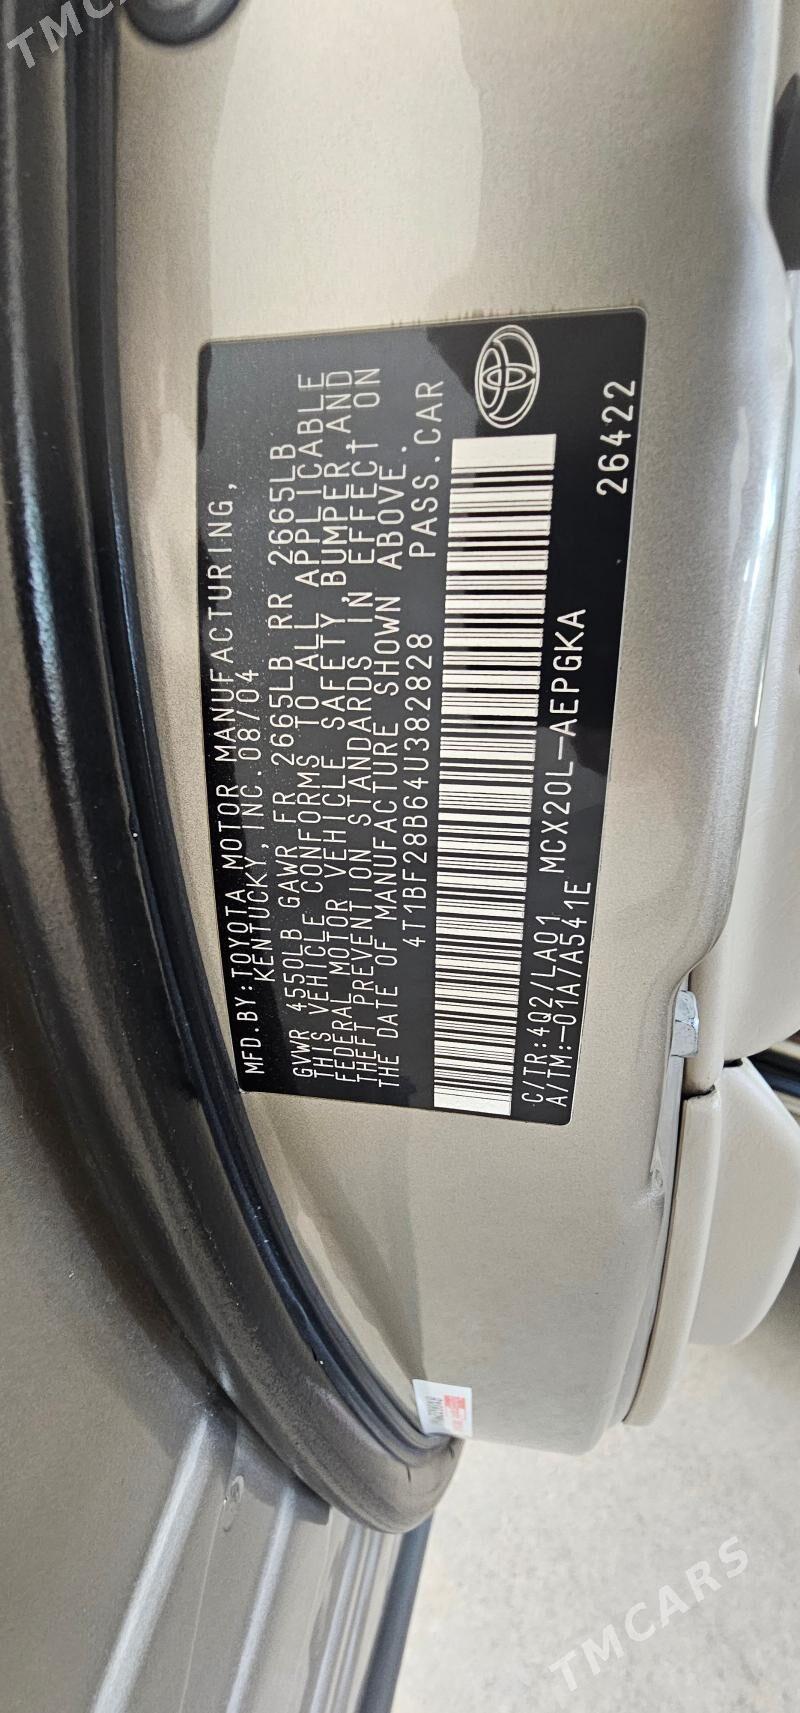 TMCARS
MFD.BY:TOYOTA MOTOR MANUFACTURING,
KENTUCKY, INC. 08/04
GVWR 4550LB GAWR FR 2665LB RR 2665LB
THIS VEHICLE CONFORMS TO ALL APPLICABLE
FEDERAL MOTOR VEHICLE SAFETY, BUMPER AND
THEFT PREVENTION STANDARDS IN EFFECT ON
THE DATE OF MANUFACTURE SHOWN ABOVE.
4T1BF28B64U382828 PASS.CAR
C/TR:4Q2/LA01 MCX20L-AEPGKA
A/TM:-01A/A541E 26422
TMCARS